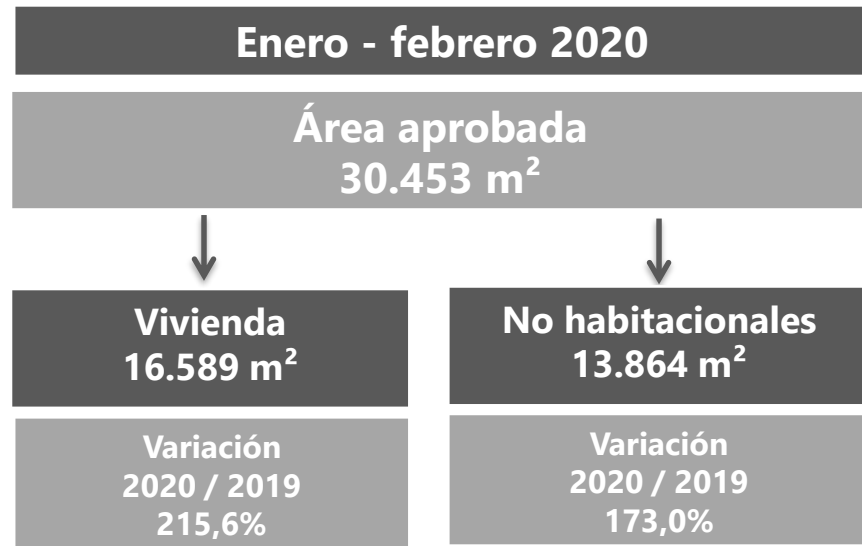 Enero - febrero 2020
Área aprobada
30.453 m²
Vivienda
16.589 m²
No habitacionales
13.864 m²
Variación
2020 / 2019
215,6%
Variación
2020 / 2019
173,0%